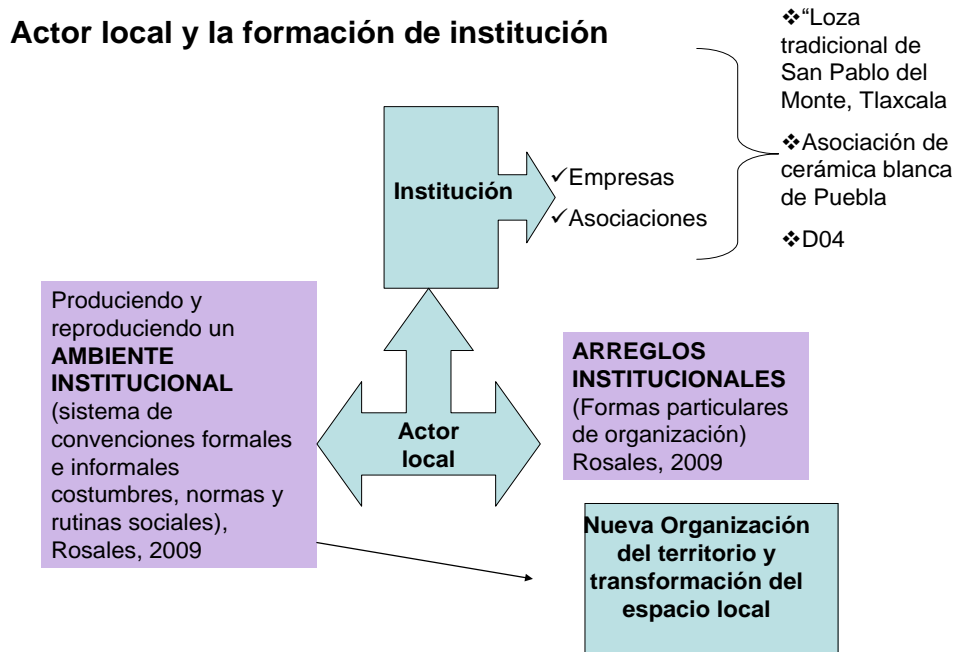 Actor local y la formación de institución
❖“Loza
tradicional de
San Pablo del
Monte, Tlaxcala
❖Asociación de
cerámica blanca
de Puebla
❖D04
Institución
✓Empresas
✓Asociaciones
Produciendo y
reproduciendo un
AMBIENTE
INSTITUCIONAL
(sistema de
convenciones formales
e informales
costumbres, normas y
rutinas sociales),
Rosales, 2009
Actor
local
ARREGLOS
INSTITUCIONALES
(Formas particulares
de organización)
Rosales, 2009
Nueva Organización
del territorio y
transformación del
espacio local